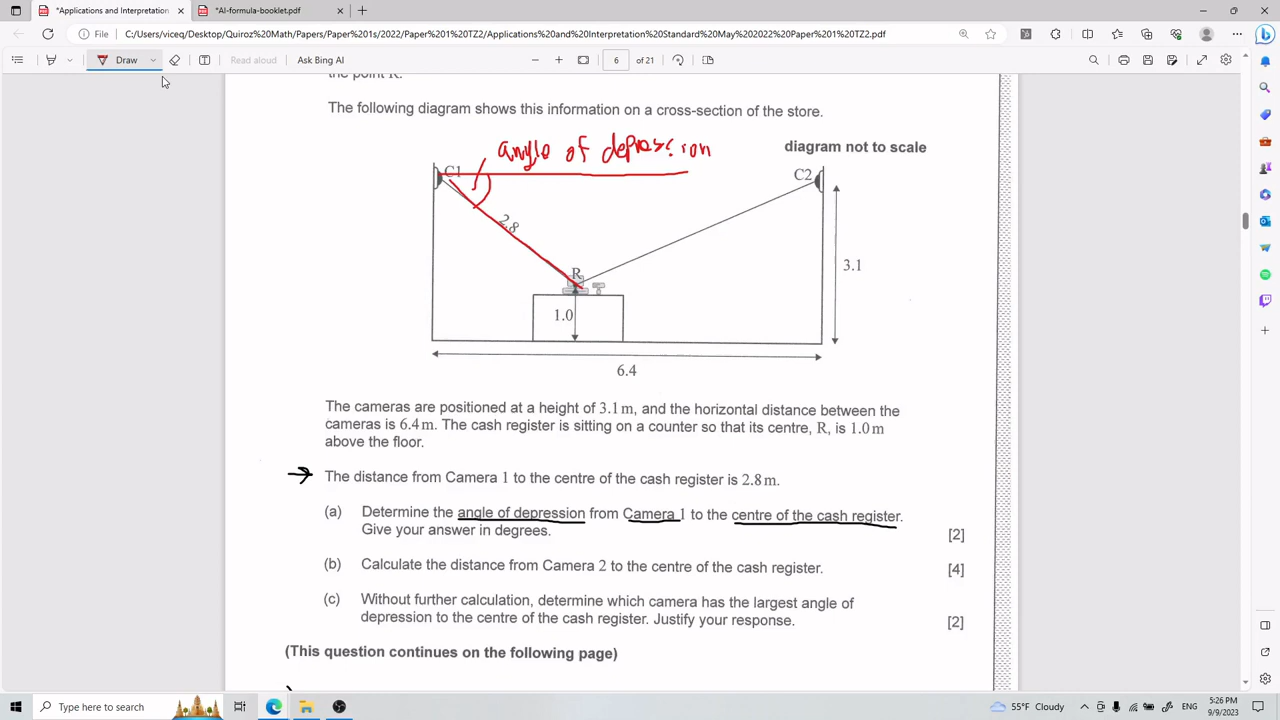 *Applications and Interpretation
*AI-formula-booklet.pdf
File
C:/Users/viceq/Desktop/Quiroz%20Math/Papers/Paper%201s/2022/Paper%201%20TZ2/Applications%20and%20Interpretation%20Standard%20May%202022%20Paper%201%20TZ2.pdf
Draw
Read aloud
Ask Bing AI
6 of 21
the point R.
The following diagram shows this information on a cross-section of the store.
angle of depression
diagram not to scale
C1
C2
2.8
3.1
R
1.0
6.4
The cameras are positioned at a height of 3.1 m, and the horizontal distance between the
cameras is 6.4 m. The cash register is sitting on a counter so that its centre, R, is 1.0 m
above the floor.
The distance from Camera 1 to the centre of the cash register is 2.8 m.
(a) Determine the angle of depression from Camera 1 to the centre of the cash register.
Give your answer in degrees. [2]
(b) Calculate the distance from Camera 2 to the centre of the cash register. [4]
(c) Without further calculation, determine which camera has the largest angle of
depression to the centre of the cash register. Justify your response. [2]
(This question continues on the following page)
Type here to search
55°F Cloudy
ENG
5:26 PM
9/9/2023